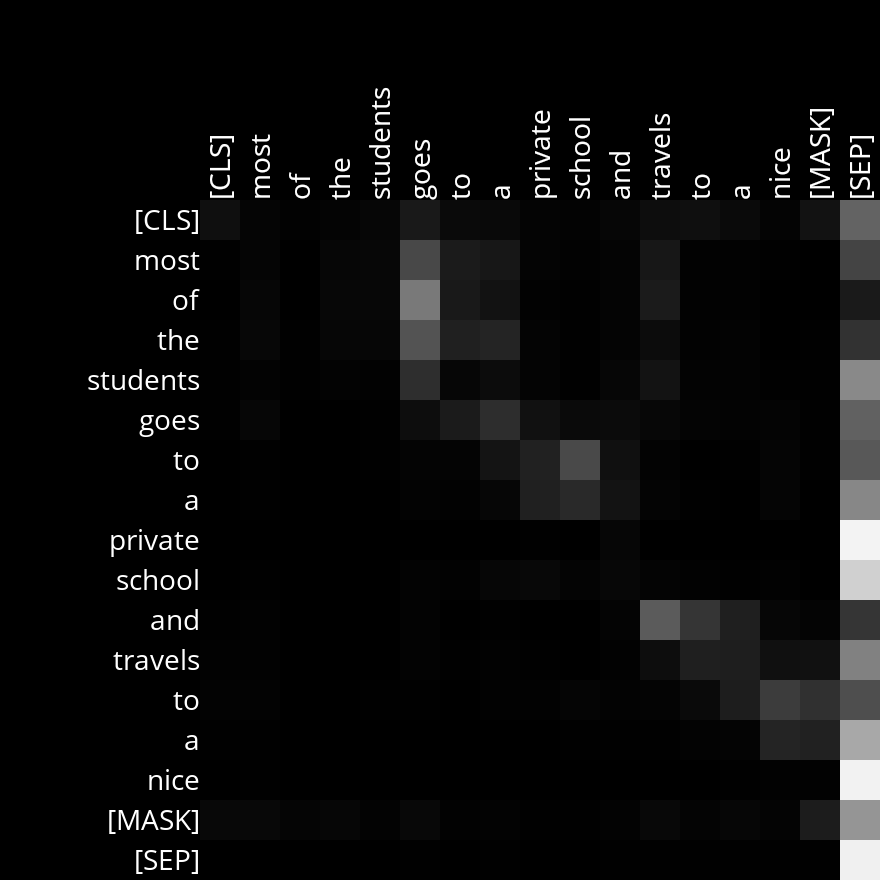 [CLS]
most
of
the
students
goes
to
a
private
school
and
travels
to
a
nice
[MASK]
[SEP]
[CLS]
most
of
the
students
goes
to
a
private
school
and
travels
to
a
nice
[MASK]
[SEP]